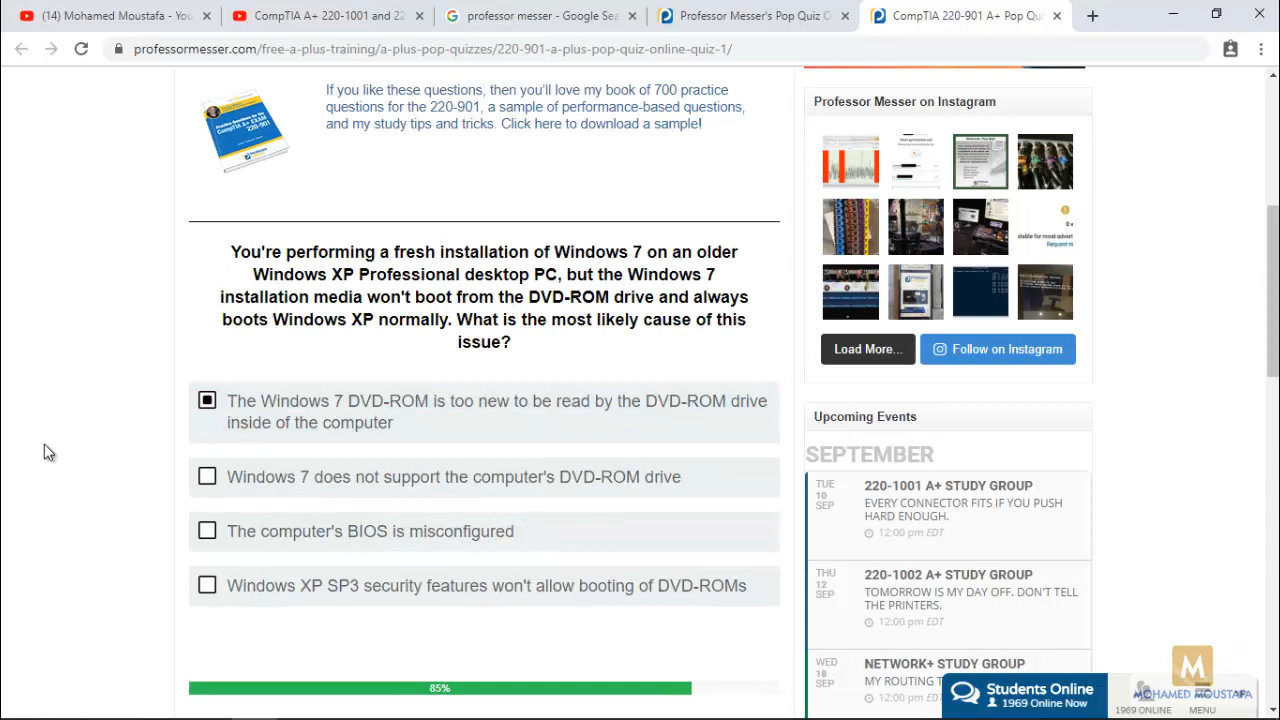 (14) Mohamed Moustafa - You
CompTIA A+ 220-1001 and 22
professor messer - Google Sea
Professor Messer's Pop Quiz O
CompTIA 220-901 A+ Pop Qu
professormesser.com/free-a-plus-training/a-plus-pop-quizzes/220-901-a-plus-pop-quiz-online-quiz-1/
If you like these questions, then you'll love my book of 700 practice
questions for the 220-901, a sample of performance-based questions,
and my study tips and tricks. Click here to download a sample!
You're performing a fresh installation of Windows 7 on an older
Windows XP Professional desktop PC, but the Windows 7
installation media won't boot from the DVD-ROM drive and always
boots Windows XP normally. What is the most likely cause of this
issue?
The Windows 7 DVD-ROM is too new to be read by the DVD-ROM drive
inside of the computer
Windows 7 does not support the computer's DVD-ROM drive
The computer's BIOS is misconfigured
Windows XP SP3 security features won't allow booting of DVD-ROMs
85%
Professor Messer on Instagram
Load More...
Follow on Instagram
Upcoming Events
SEPTEMBER
TUE
10
SEP
220-1001 A+ STUDY GROUP
EVERY CONNECTOR FITS IF YOU PUSH
HARD ENOUGH.
12:00 pm EDT
THU
12
SEP
220-1002 A+ STUDY GROUP
TOMORROW IS MY DAY OFF. DON'T TELL
THE PRINTERS.
12:00 pm EDT
WED
18
SEP
NETWORK+ STUDY GROUP
MY ROUTING
12:00 pm EDT
Students Online
1969 Online Now
M
MOHAMED MOUSTAFA
1969 ONLINE
MENU